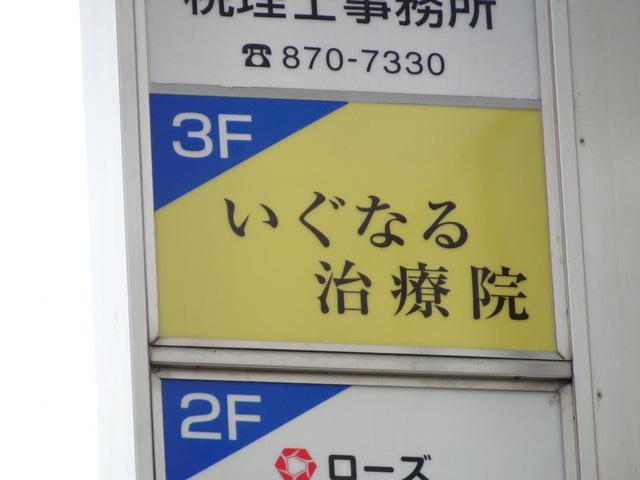 税理士事務所
☎870-7330
3F
いぐなる
治療院
2F
ローズ